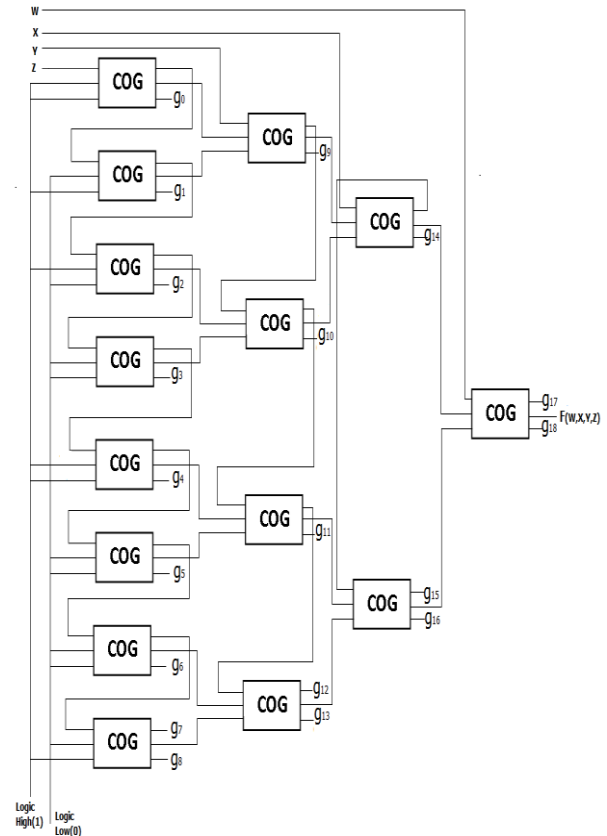 W
X
Y
Z
COG
g0
COG
g9
COG
g1
COG
g14
COG
g2
COG
g10
COG
g3
COG
g17
F(W,X,Y,Z)
g18
COG
g4
COG
g11
COG
g5
COG
g15
g16
COG
g6
COG
g12
g13
COG
g7
g8
Logic
High(1)
Logic
Low(0)